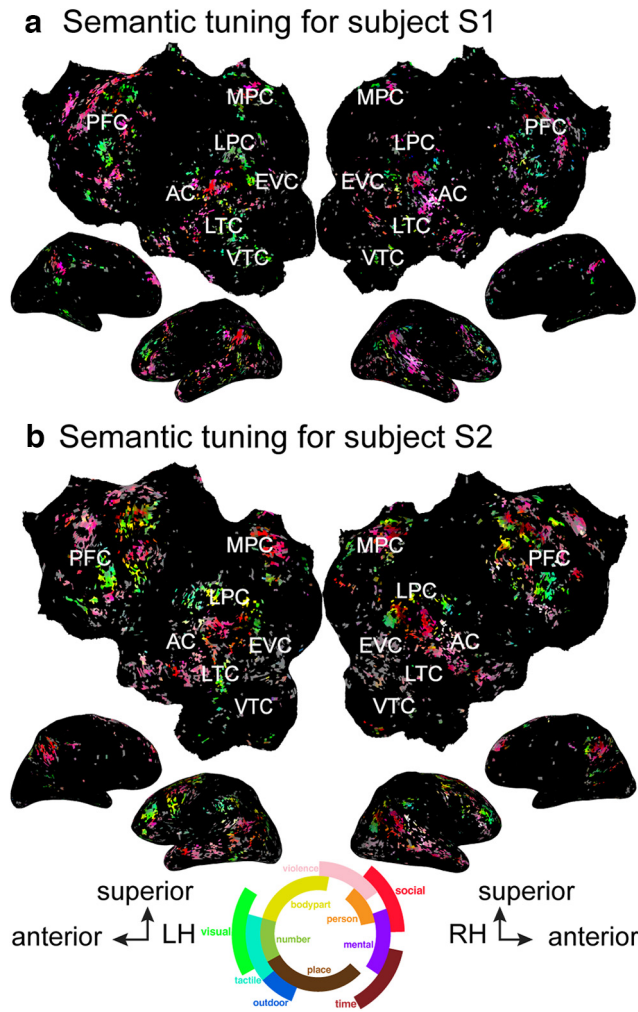 a Semantic tuning for subject S1
MPC MPC
PFC PFC
LPC LPC
EVC EVC
AC AC
LTC LTC
VTC VTC
b Semantic tuning for subject S2
MPC MPC
PFC PFC
LPC LPC
AC EVC EVC AC
LTC LTC
VTC VTC
violence
superior social superior
bodypart
person
anterior LH visual number mental RH anterior
place
tactile
outdoor time